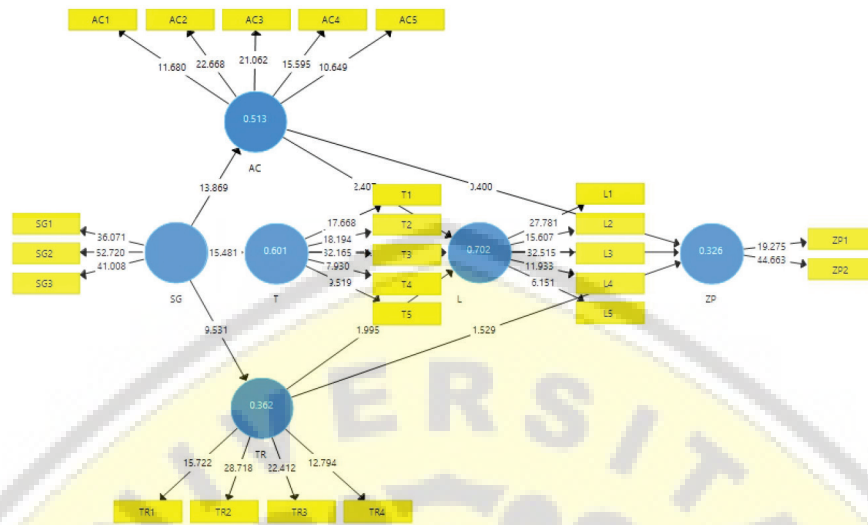 AC1 AC2 AC3 AC4 AC5
11.680 22.668 21.062 15.595 10.649
0.513
AC
13.869 2.407 0.400
SG1 SG2 SG3
36.071 52.720 41.008
SG
15.481
0.601
T
17.668 18.194 32.165 7.930 9.519
T1 T2 T3 T4 T5
0.702
L
27.781 15.607 32.515 11.933 6.151
L1 L2 L3 L4 L5
0.326
ZP
19.275 44.663
ZP1 ZP2
9.531 1.995 1.529
0.362
TR
15.722 28.718 22.412 12.794
TR1 TR2 TR3 TR4
IVERSIT